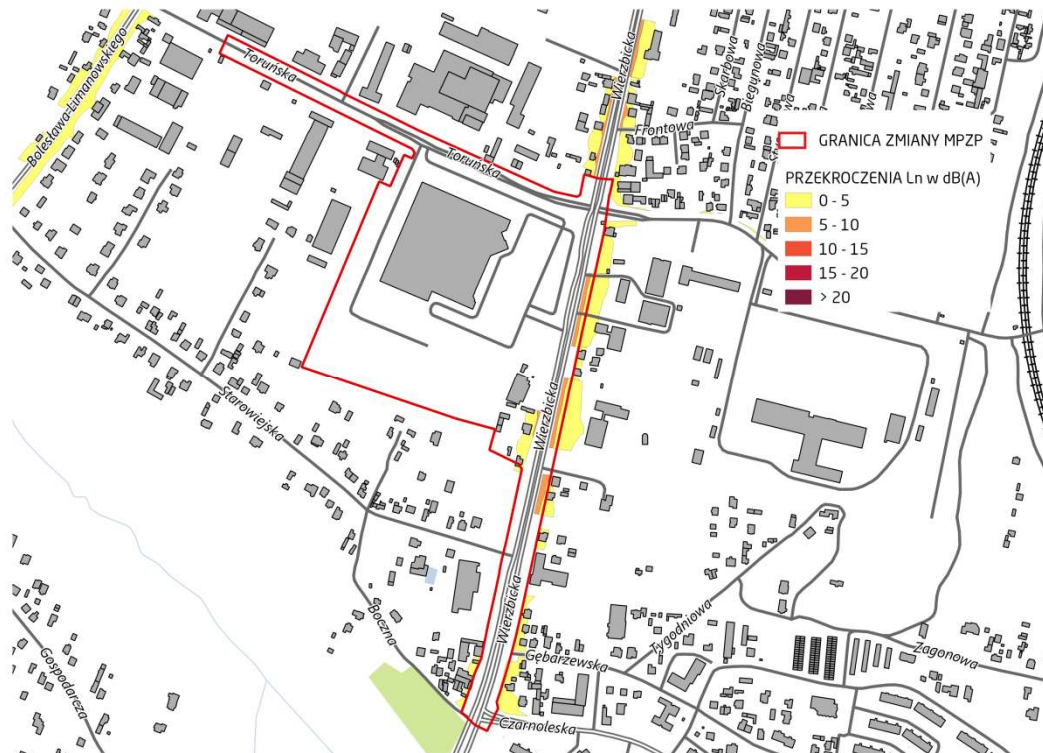 Bolesława Limanowskiego
Toruńska
Toruńska
Wierzbicka
Skarbowa
Biegunowa
Frontowa
GRANICA ZMIANY MPZP
PRZEKROCZENIA Ln w dB(A)
0 - 5
5 - 10
10 - 15
15 - 20
> 20
Starowiejska
Wierzbicka
Wierzbicka
Boczna
Gospodarcza
Gębarzewska
Tygodniowa
Zagonowa
Czarnoleska